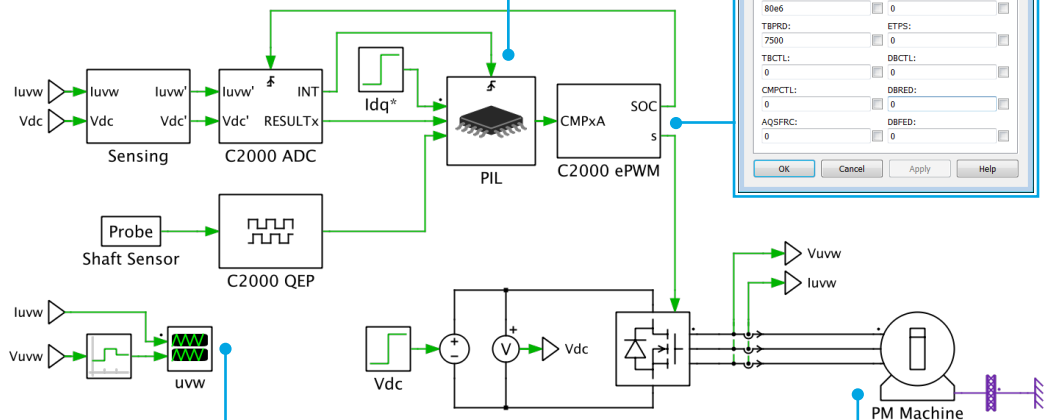 80e6
0
TBPRD:
ETPS:
7500
0
TBCTL:
DBCTL:
0
0
CMPCTL:
DBRED:
0
0
AQSFRC:
DBFED:
0
0
OK
Cancel
Apply
Help
Iuvw
Iuvw
Iuvw'
Iuvw'
INT
Vdc
Vdc
Vdc'
Vdc'
RESULTx
Sensing
C2000 ADC
Idq*
PIL
CMPxA
SOC
s
C2000 ePWM
Probe
Shaft Sensor
C2000 QEP
Vuvw
Iuvw
Iuvw
Vuvw
uvw
Vdc
+
−
V
+
Vdc
PM Machine